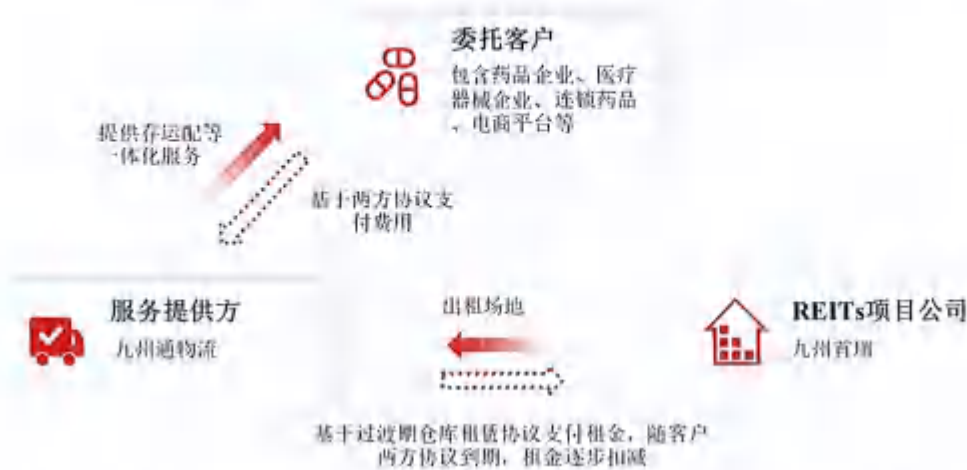 委托客户
包含药品企业、医疗
器械企业、连锁药品
、电商平台等
提供存运配等
一体化服务
基于两方协议支
付费用
服务提供方
九州通物流
出租场地
REITs项目公司
九州首瑞
基于过渡期仓库租赁协议支付租金，随客户
两方协议到期，租金逐步扣减